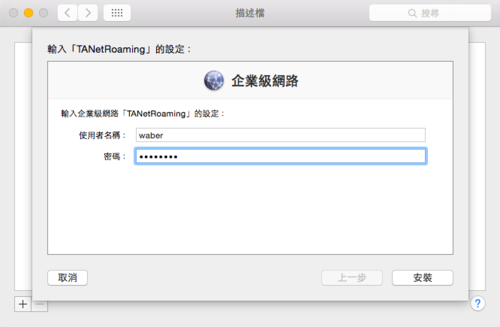 描述檔
搜尋
輸入「TANetRoaming」的設定：
企業級網路
輸入企業級網路「TANetRoaming」的設定：
使用者名稱： waber
密碼： ••••••••
取消 上一步 安裝
+ − ?